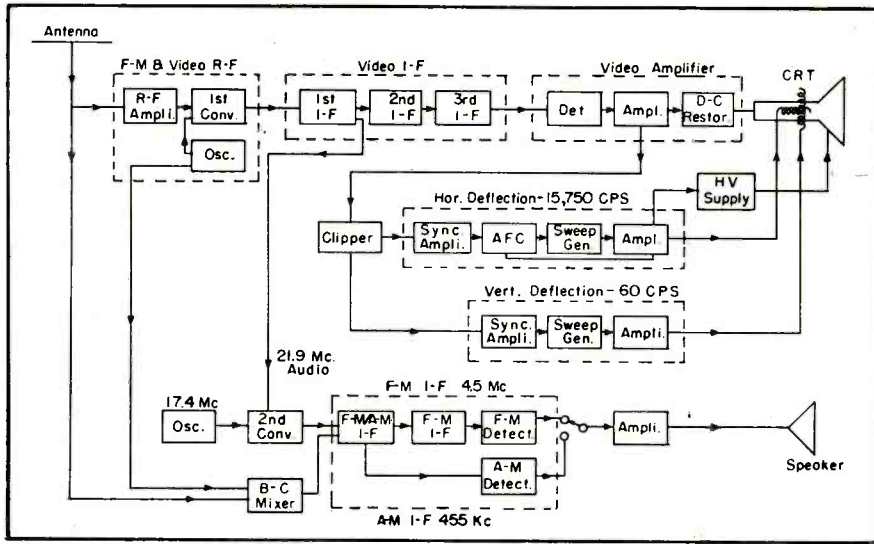 Antenna
F-M & Video R-F
Video I-F
Video Amplifier
CRT
R-F
Ampli.
1st
Conv.
1st
I-F
2nd
I-F
3rd
I-F
Det
Ampl.
D-C
Restor.
Osc.
HV
Supply
Hor. Deflection-15,750 CPS
Clipper
Sync
Ampli.
AFC
Sweep
Gen.
Ampl.
Vert. Deflection-60 CPS
Sync.
Ampli.
Sweep
Gen.
Ampli.
21.9 Mc.
Audio
F-M I-F 4.5 Mc
17.4 Mc
Osc.
2nd
Conv.
F-M/A-M
I-F
F-M
I-F
F-M
Detect.
Ampli.
Speaker
A-M
Detect.
B-C
Mixer
A-M I-F 455 Kc